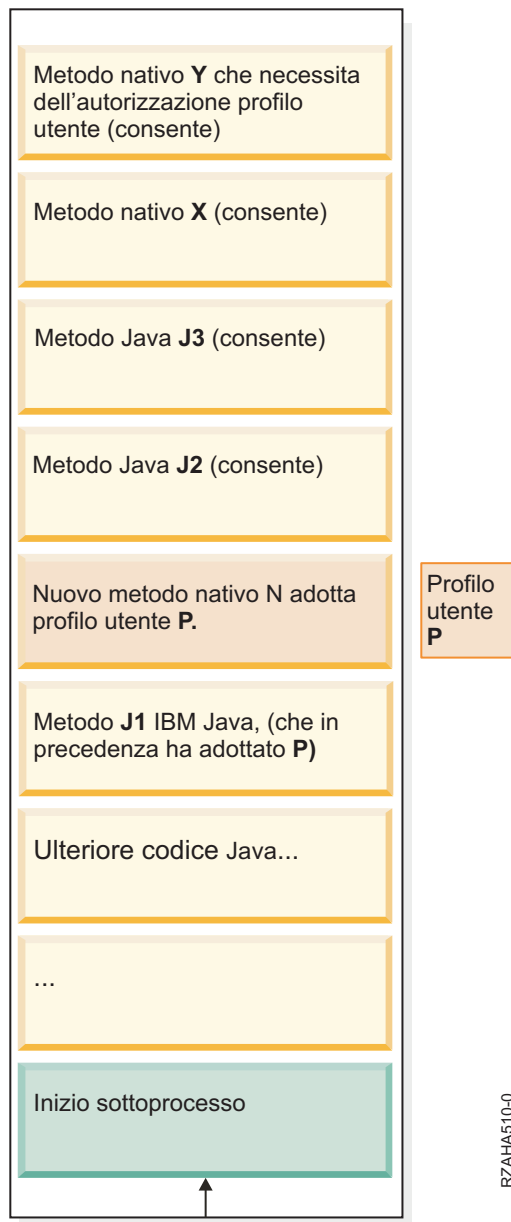 Metodo nativo Y che necessita
dell'autorizzazione profilo
utente (consente)
Metodo nativo X (consente)
Metodo Java J3 (consente)
Metodo Java J2 (consente)
Nuovo metodo nativo N adotta
profilo utente P.
Profilo
utente
P
Metodo J1 IBM Java, (che in
precedenza ha adottato P)
Ulteriore codice Java...
...
Inizio sottoprocesso
RZAHA510-0